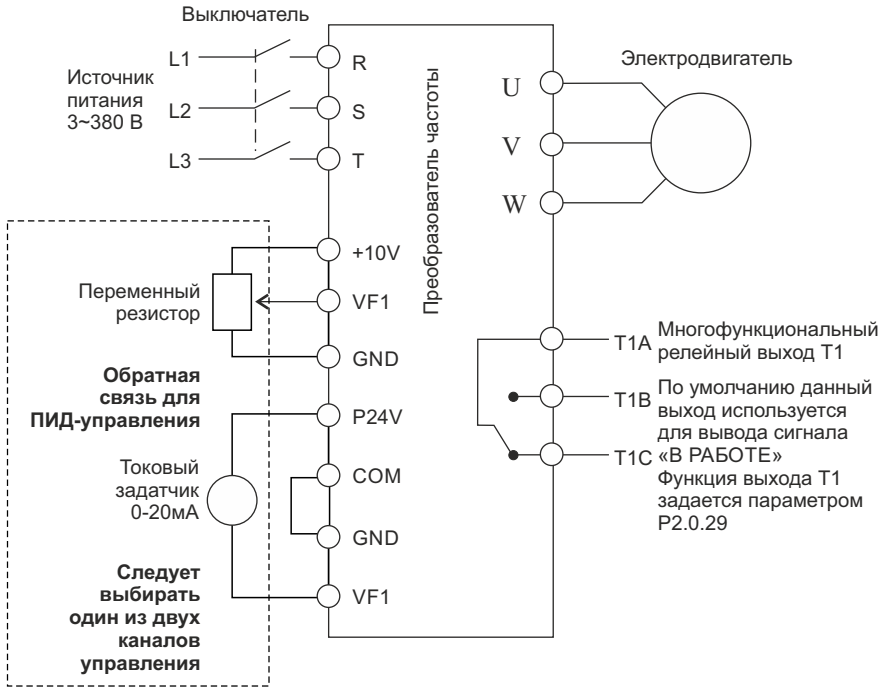 Выключатель
L1
R
Источник
питания
3~380 В
L2
S
L3
T
Преобразователь частоты
Электродвигатель
U
V
W
+10V
Переменный
резистор
VF1
GND
Обратная
связь для
ПИД-управления
P24V
Токовый
задатчик
0-20мА
COM
GND
Следует
выбирать
один из двух
каналов
управления
VF1
T1A
Многофункциональный
релейный выход T1
T1B
По умолчанию данный
выход используется
для вывода сигнала
T1C
«В РАБОТЕ»
Функция выхода T1
задается параметром
P2.0.29